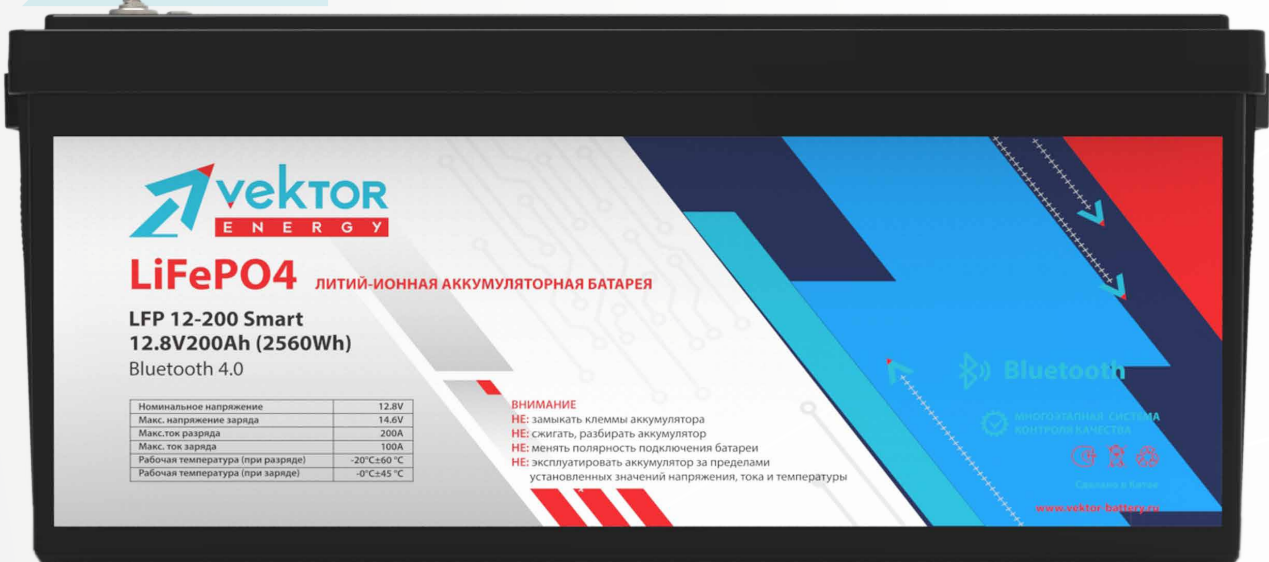 vekTOR
ENERGY
LiFePO4 ЛИТИЙ-ИОННАЯ АККУМУЛЯТОРНАЯ БАТАРЕЯ
LFP 12-200 Smart
12.8V200Ah (2560Wh)
Bluetooth 4.0
Номинальное напряжение 12.8V
Макс. напряжение заряда 14.6V
Макс.ток разряда 200A
Макс. ток заряда 100A
Рабочая температура (при разряде) -20°C±60 °C
Рабочая температура (при заряде) -0°C±45 °C
ВНИМАНИЕ
НЕ: замыкать клеммы аккумулятора
НЕ: сжигать, разбирать аккумулятор
НЕ: менять полярность подключения батареи
НЕ: эксплуатировать аккумулятор за пределами
установленных значений напряжения, тока и температуры
Bluetooth
МНОГОЭТАПНАЯ СИСТЕМА
КОНТРОЛЯ КАЧЕСТВА
Сделано в Китае
www.vektor-battery.ru